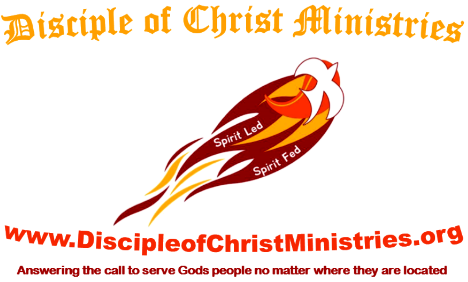 Disciple of Christ Ministries
Spirit Led
Spirit Fed
www.DiscipleofChristMinistries.org
Answering the call to serve Gods people no matter where they are located